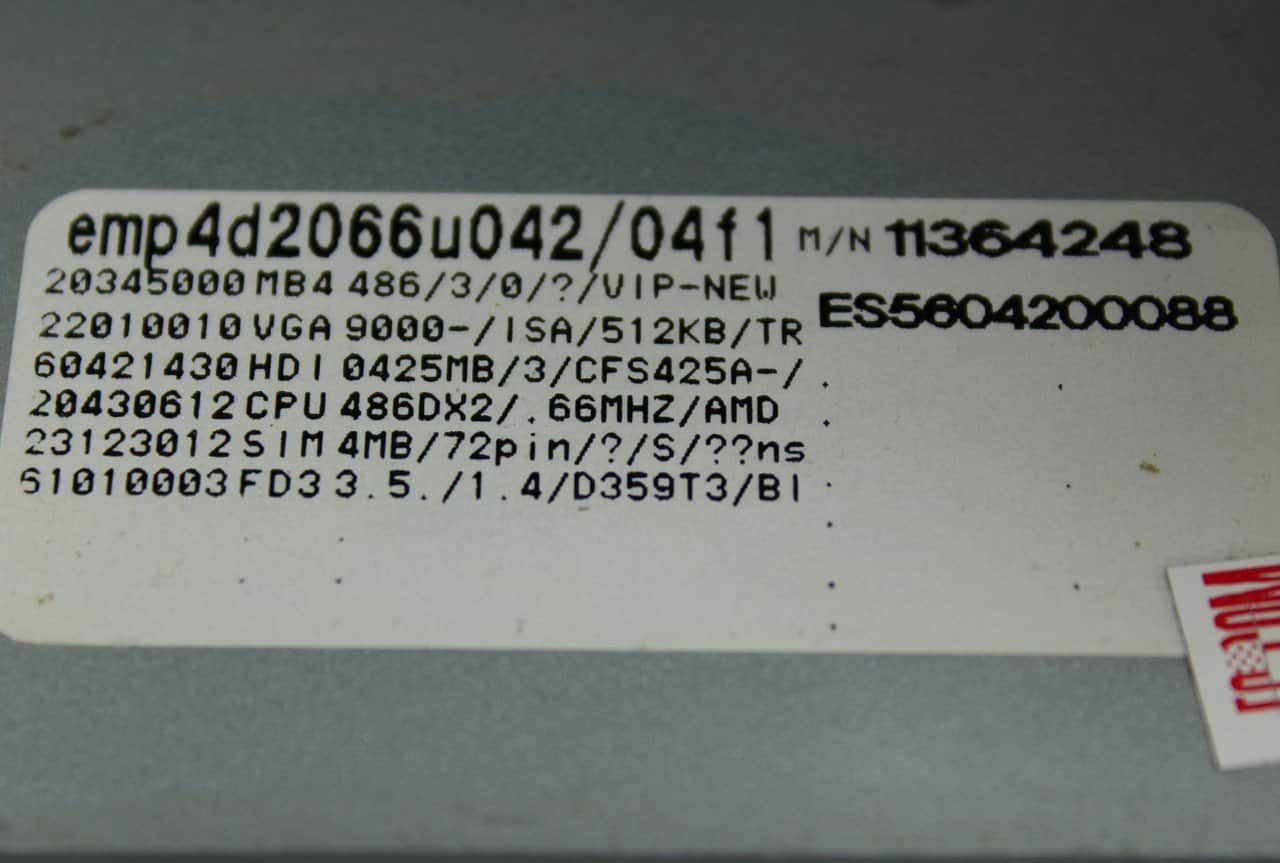 emp4d2066u042/04f1 M/N 11364248
20345000 MB4 486/3/0/?/VIP-NEW
ES5604200088
22010010 VGA 9000-/ISA/512KB/TR
60421430 HDI 0425MB/3/CFS425A-/
20430612 CPU 486DX2/.66MHZ/AMD
23123012 SIM 4MB/72pin/?/S/??ns
61010003 FD3 3.5./1.4/D359T3/BI